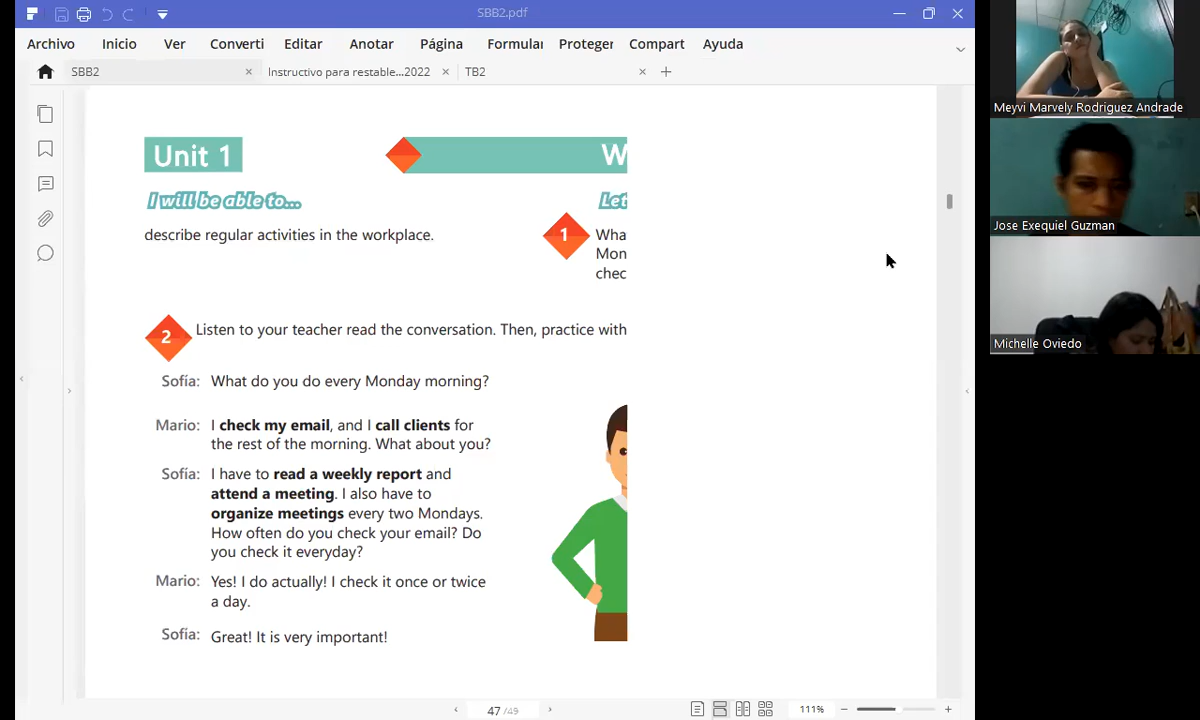 SBB2.pdf
Archivo Inicio Ver Converti Editar Anotar Página Formular Proteger Compart Ayuda
SBB2 Instructivo para restable...2022 TB2
Unit 1 W
I will be able to... Let
describe regular activities in the workplace.
1 Wha
Mon
chec
2 Listen to your teacher read the conversation. Then, practice with
Sofía: What do you do every Monday morning?
Mario: I check my email, and I call clients for
the rest of the morning. What about you?
Sofía: I have to read a weekly report and
attend a meeting. I also have to
organize meetings every two Mondays.
How often do you check your email? Do
you check it everyday?
Mario: Yes! I do actually! I check it once or twice
a day.
Sofía: Great! It is very important!
47 /49
111%
Meyvi Marvely Rodriguez Andrade
Jose Exequiel Guzman
Michelle Oviedo